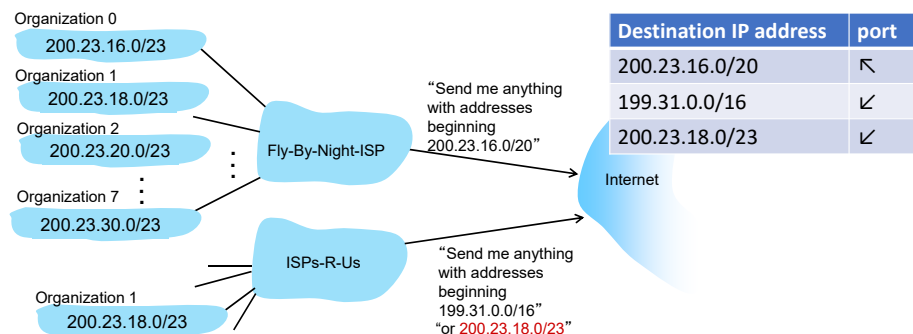 Organization 0
200.23.16.0/23
Organization 1
200.23.18.0/23
Organization 2
200.23.20.0/23
Organization 7
200.23.30.0/23
Fly-By-Night-ISP
“Send me anything
with addresses
beginning
200.23.16.0/20”
Destination IP address port
200.23.16.0/20 ↖
199.31.0.0/16 ↙
200.23.18.0/23 ↙
Internet
ISPs-R-Us
Organization 1
200.23.18.0/23
“Send me anything
with addresses
beginning
199.31.0.0/16”
“or 200.23.18.0/23”